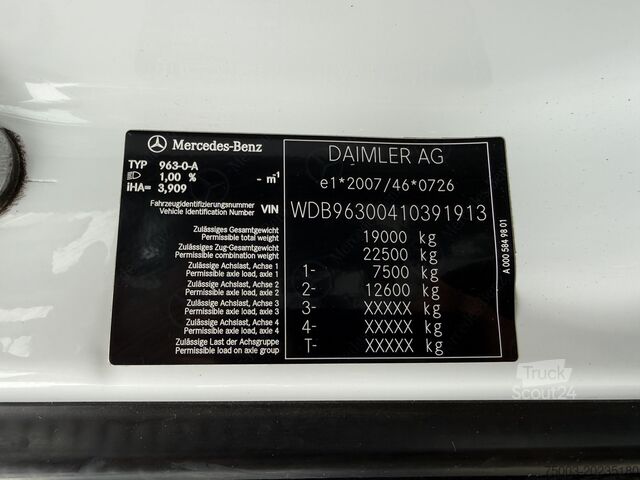 Mercedes-Benz
TYP 963-0-A
1,00 % - m⁻¹
iHA= 3,909
Fahrzeugidentifizierungsnummer
Vehicle Identification Number VIN
Zulässiges Gesamtgewicht
Permissible total weight
Zulässiges Zug-Gesamtgewicht
Permissible combination weight
Zulässige Achslast, Achse 1
Permissible axle load, axle 1
Zulässige Achslast, Achse 2
Permissible axle load, axle 2
Zulässige Achslast, Achse 3
Permissible axle load, axle 3
Zulässige Achslast, Achse 4
Permissible axle load, axle 4
Zulässige Last der Achsgruppe
Permissible load on axle group
DAIMLER AG
e1*2007/46*0726
WDB96300410391913
19000 kg
22500 kg
1- 7500 kg
2- 12600 kg
3- XXXXX kg
4- XXXXX kg
T- XXXXX kg
A 000 584 98 01
Truck
Scout24
75003-20235180